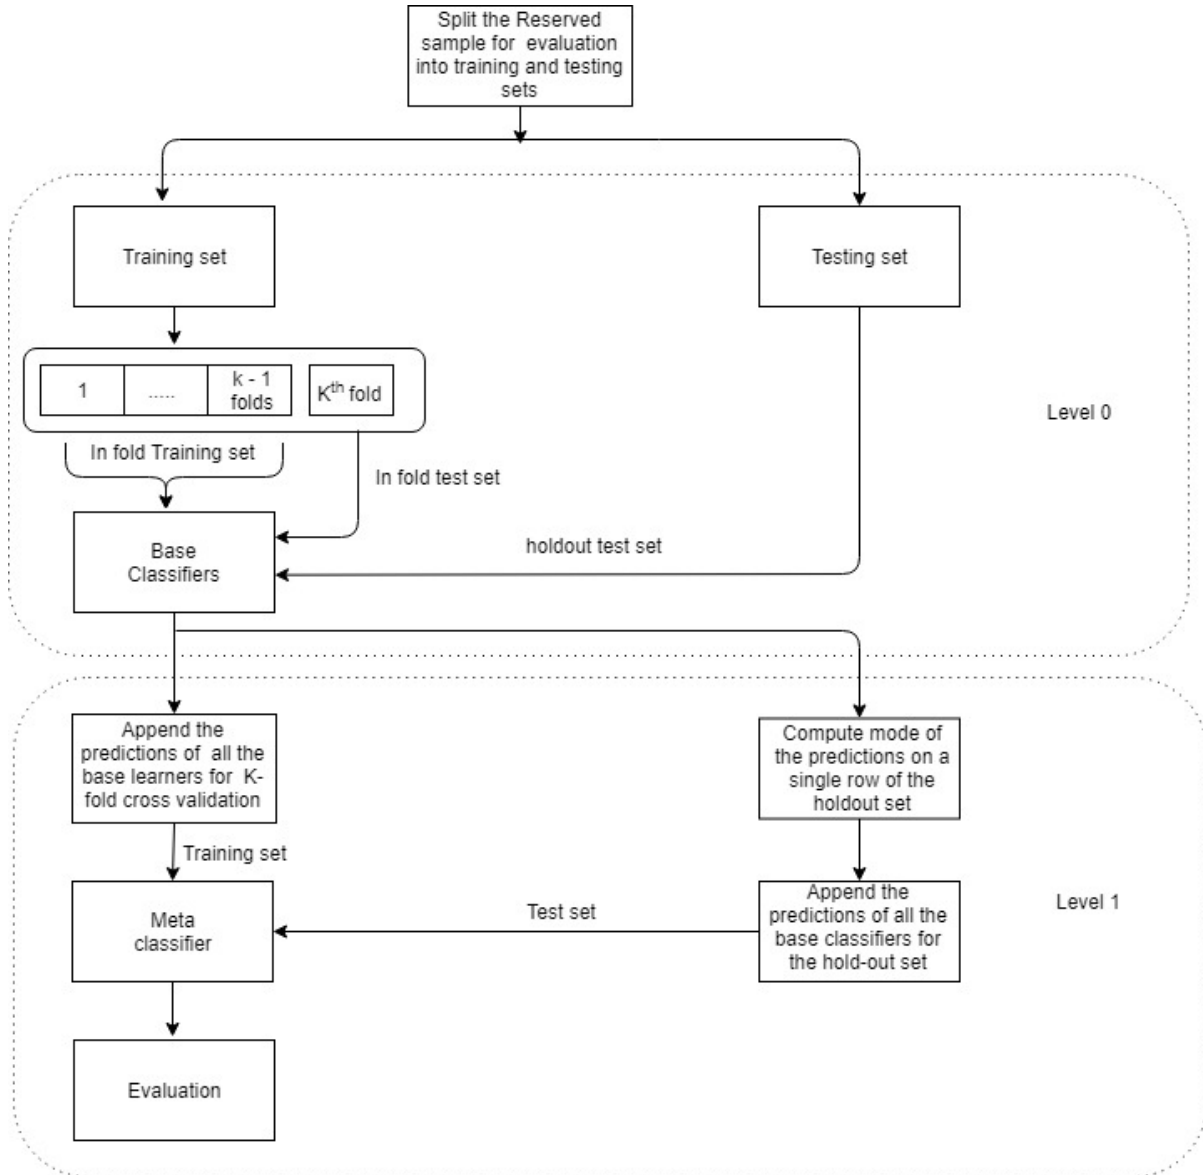 Split the Reserved
sample for evaluation
into training and testing
sets
Training set
Testing set
1
.....
k - 1
folds
Kth fold
Level 0
In fold Training set
In fold test set
Base
Classifiers
holdout test set
Append the
predictions of all the
base learners for K-
fold cross validation
Compute mode of
the predictions on a
single row of the
holdout set
Training set
Meta
classifier
Test set
Append the
predictions of all the
base classifiers for
the hold-out set
Level 1
Evaluation